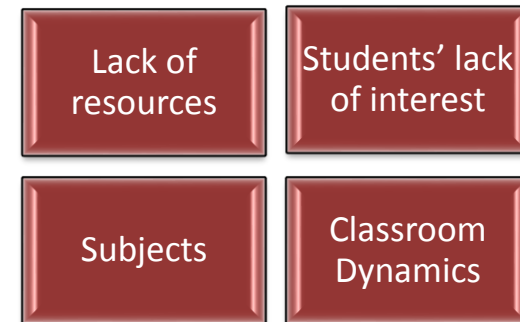 Lack of
resources
Students’ lack
of interest
Subjects
Classroom
Dynamics